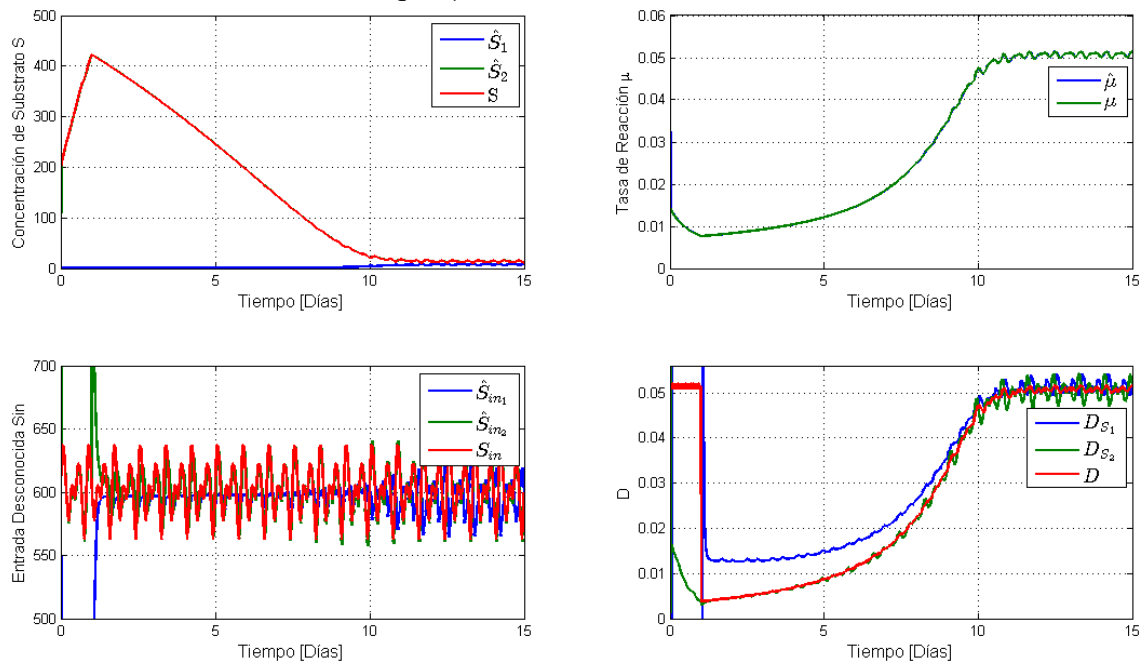 500
400
300
200
100
0
0
5
10
15
Concentración de Substrato S
Tiempo [Días]
Ŝ₁
Ŝ₂
S
0.06
0.05
0.04
0.03
0.02
0.01
0
0
5
10
15
Tasa de Reacción μ
Tiempo [Días]
μ̂
μ
700
650
600
550
500
0
5
10
15
Entrada Desconocida Sin
Tiempo [Días]
Ŝin₁
Ŝin₂
Sin
0.05
0.04
0.03
0.02
0.01
0
0
5
10
15
D
Tiempo [Días]
D_S₁
D_S₂
D